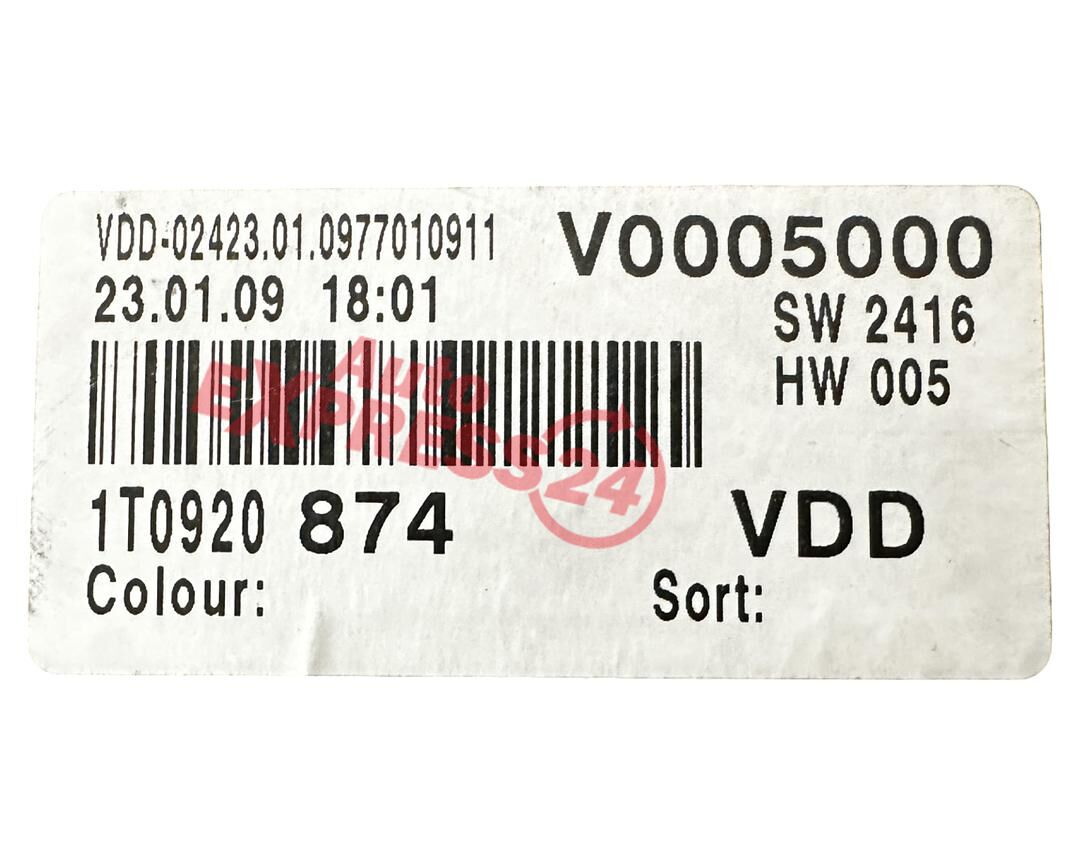 VDD-02423.01.0977010911
V0005000
23.01.09 18:01
SW 2416
HW 005
Auto
EXPRESS24
1T0920 874
VDD
Colour:
Sort: